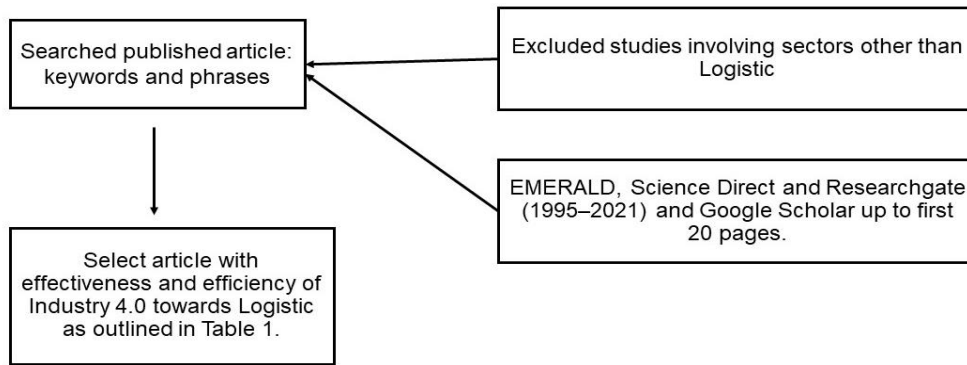 Searched published article:
keywords and phrases
Excluded studies involving sectors other than
Logistic
EMERALD, Science Direct and Researchgate
(1995–2021) and Google Scholar up to first
20 pages.
Select article with
effectiveness and efficiency of
Industry 4.0 towards Logistic
as outlined in Table 1.